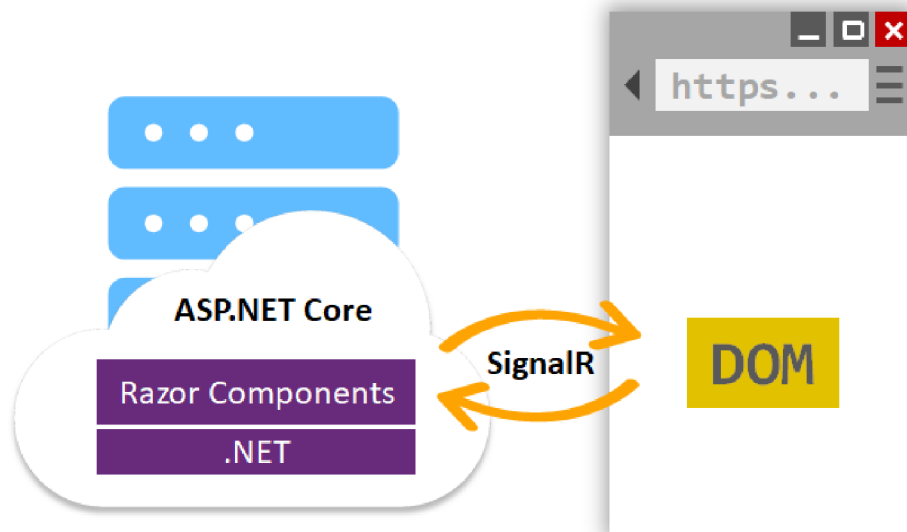 https...
ASP.NET Core
SignalR
DOM
Razor Components
.NET